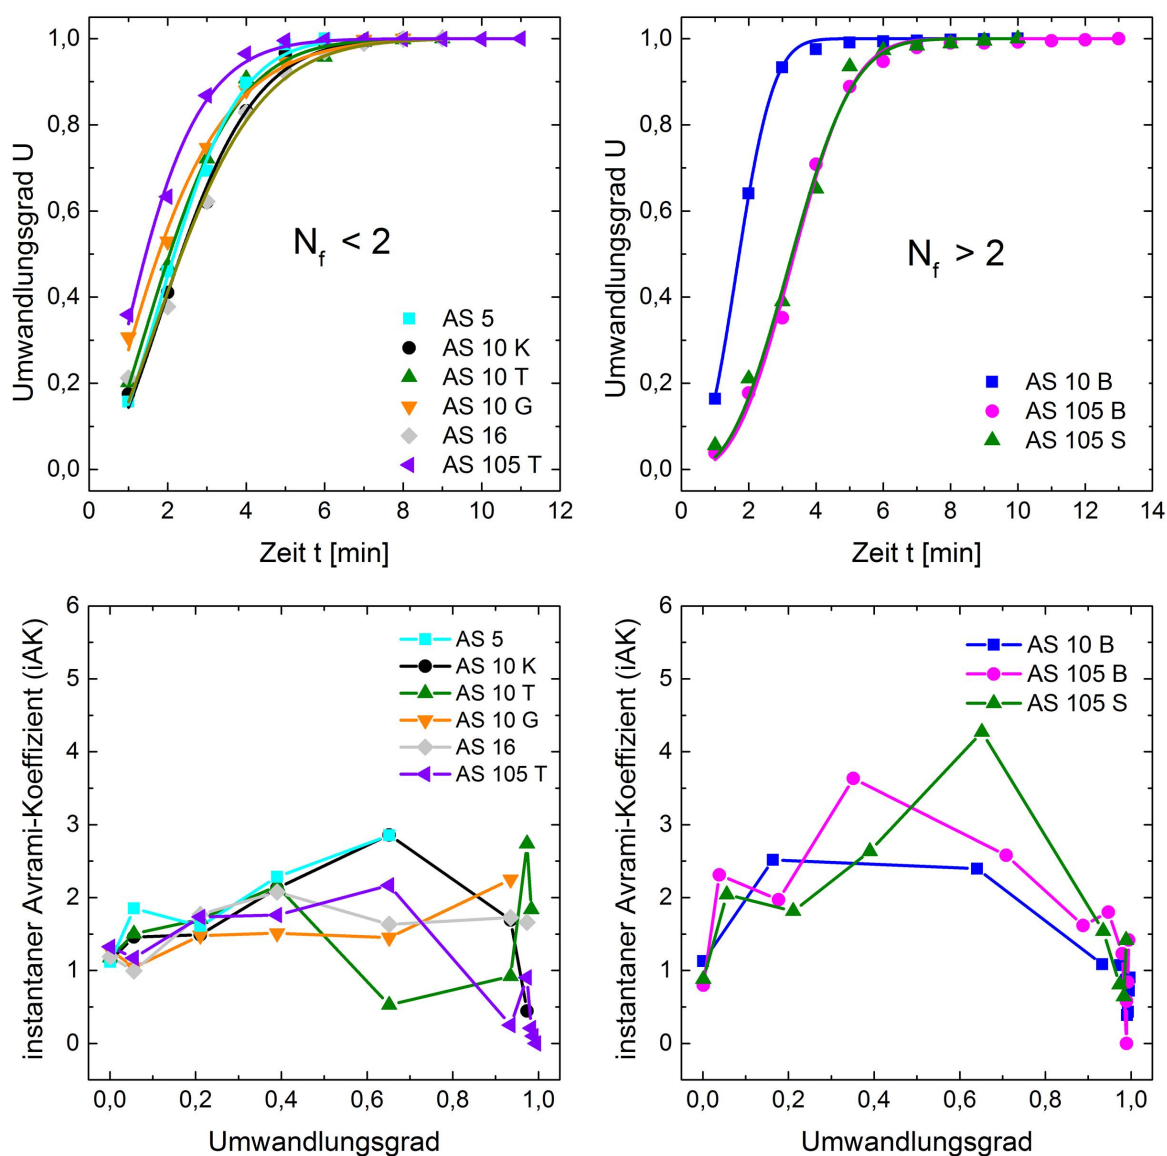 Umwandlungsgrad U
1,0
0,8
0,6
0,4
0,2
0,0
N_f < 2
AS 5
AS 10 K
AS 10 T
AS 10 G
AS 16
AS 105 T
0 2 4 6 8 10 12
Zeit t [min]
Umwandlungsgrad U
1,0
0,8
0,6
0,4
0,2
0,0
N_f > 2
AS 10 B
AS 105 B
AS 105 S
0 2 4 6 8 10 12 14
Zeit t [min]
instantaner Avrami-Koeffizient (iAK)
6
5
4
3
2
1
0
AS 5
AS 10 K
AS 10 T
AS 10 G
AS 16
AS 105 T
0,0 0,2 0,4 0,6 0,8 1,0
Umwandlungsgrad
instantaner Avrami-Koeffizient (iAK)
6
5
4
3
2
1
0
AS 10 B
AS 105 B
AS 105 S
0,0 0,2 0,4 0,6 0,8 1,0
Umwandlungsgrad